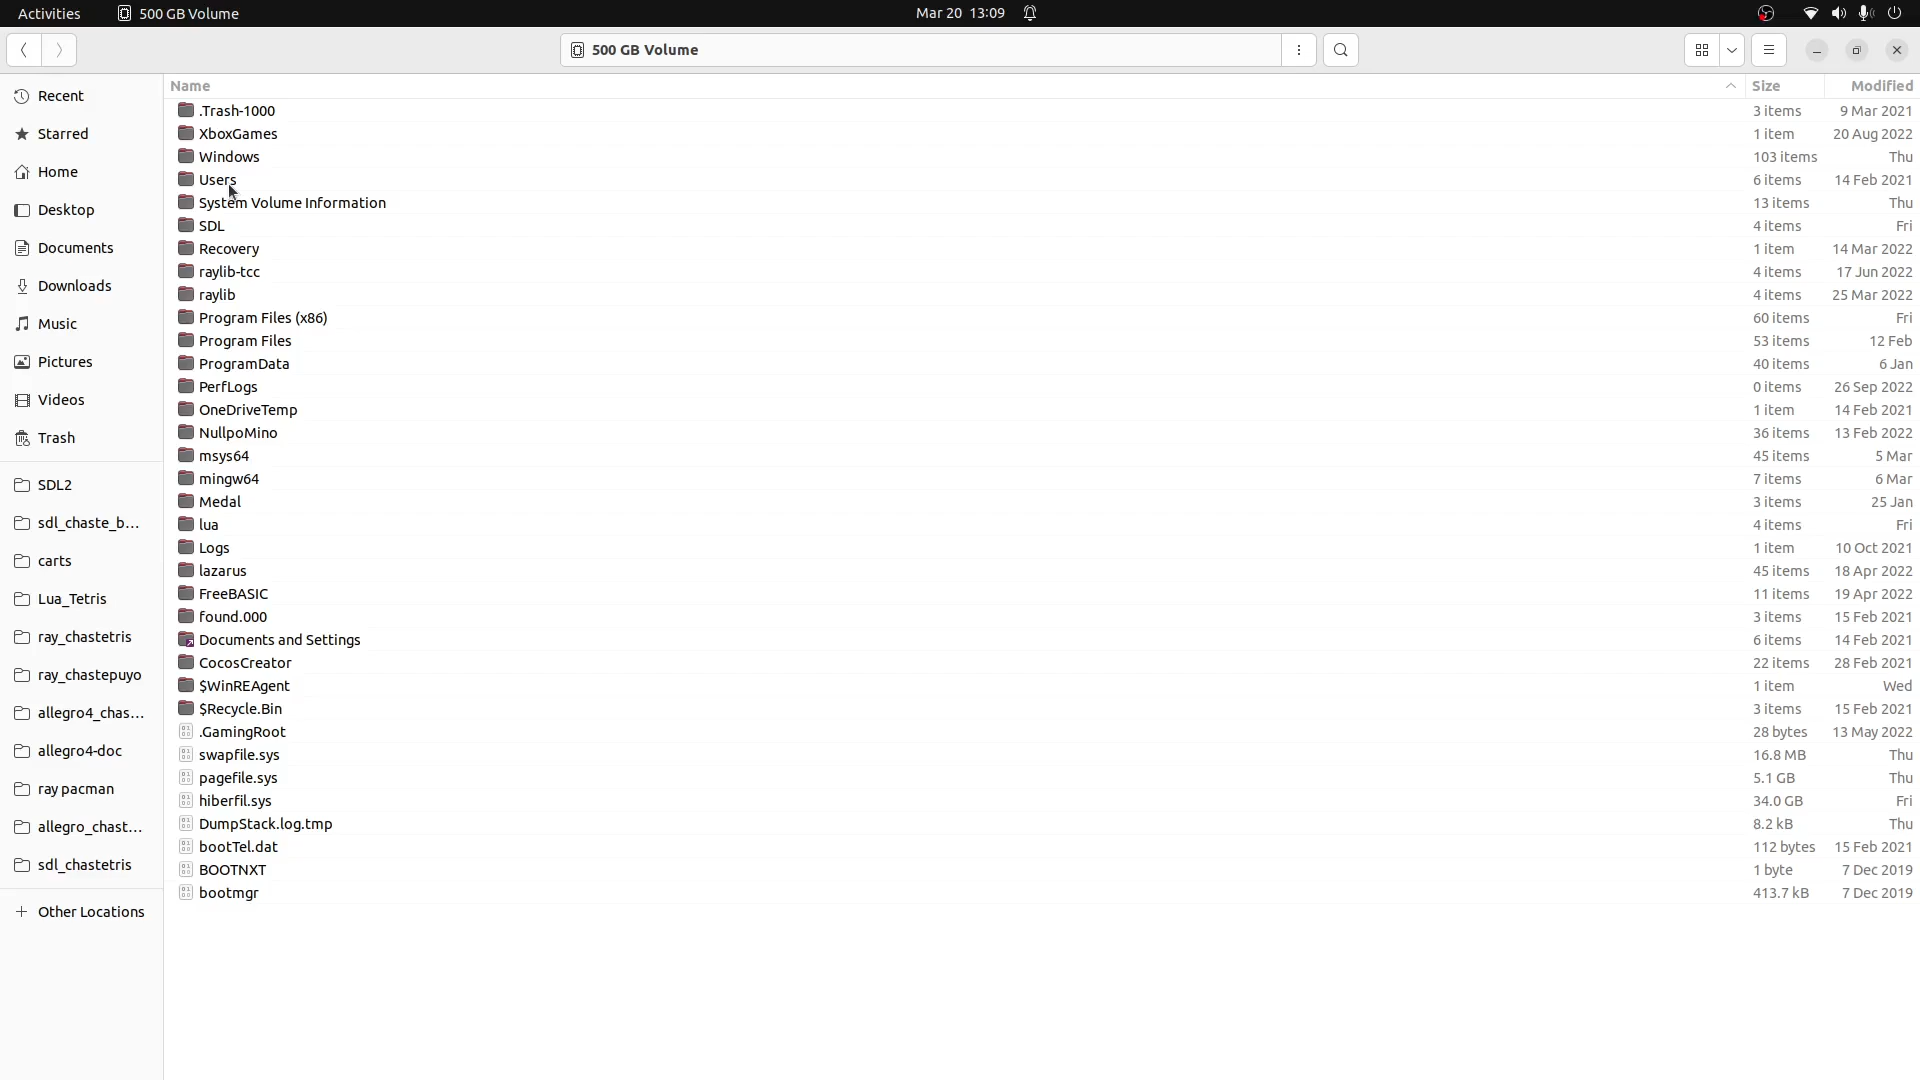 Activities 500 GB Volume Mar 20 13:09
500 GB Volume
Recent
Starred
Home
Desktop
Documents
Downloads
Music
Pictures
Videos
Trash
SDL2
sdl_chaste_b...
carts
Lua_Tetris
ray_chastetris
ray_chastepuyo
allegro4_chas...
allegro4-doc
ray pacman
allegro_chast...
sdl_chastetris
Other Locations
Name Size Modified
.Trash-1000 3 items 9 Mar 2021
XboxGames 1 item 20 Aug 2022
Windows 103 items Thu
Users 6 items 14 Feb 2021
System Volume Information 13 items Thu
SDL 4 items Fri
Recovery 1 item 14 Mar 2022
raylib-tcc 4 items 17 Jun 2022
raylib 4 items 25 Mar 2022
Program Files (x86) 60 items Fri
Program Files 53 items 12 Feb
ProgramData 40 items 6 Jan
PerfLogs 0 items 26 Sep 2022
OneDriveTemp 1 item 14 Feb 2021
NullpoMino 36 items 13 Feb 2022
msys64 45 items 5 Mar
mingw64 7 items 6 Mar
Medal 3 items 25 Jan
lua 4 items Fri
Logs 1 item 10 Oct 2021
lazarus 45 items 18 Apr 2022
FreeBASIC 11 items 19 Apr 2022
found.000 3 items 15 Feb 2021
Documents and Settings 6 items 14 Feb 2021
CocosCreator 22 items 28 Feb 2021
$WinREAgent 1 item Wed
$Recycle.Bin 3 items 15 Feb 2021
.GamingRoot 28 bytes 13 May 2022
swapfile.sys 16.8 MB Thu
pagefile.sys 5.1 GB Thu
hiberfil.sys 34.0 GB Fri
DumpStack.log.tmp 8.2 kB Thu
bootTel.dat 112 bytes 15 Feb 2021
BOOTNXT 1 byte 7 Dec 2019
bootmgr 413.7 kB 7 Dec 2019